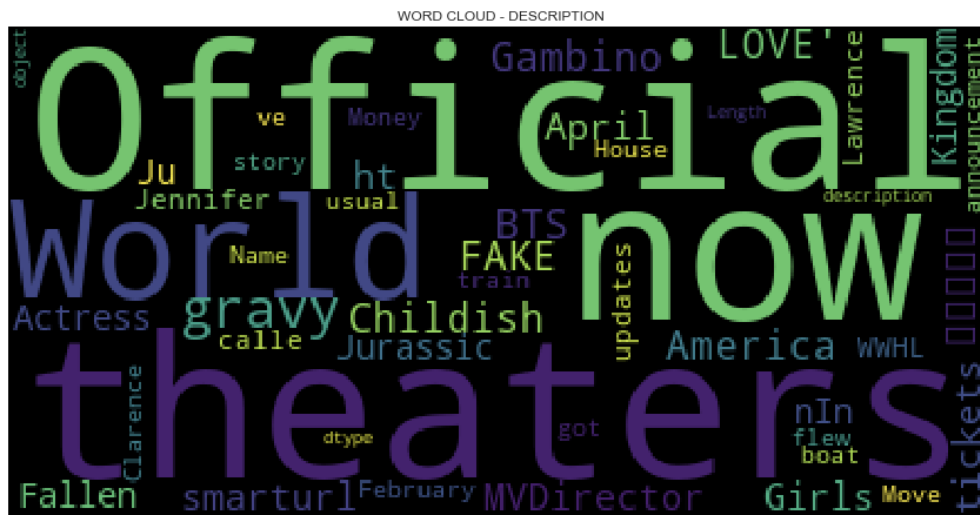 WORD CLOUD - DESCRIPTION
object
Official
Gambino
LOVE'
Lawrence
Kingdom
announcement
ve
Money
April
House
Length
Ju
story
ht
Jennifer
usual
description
World
now
Name
BTS
FAKE
train
updates
Actress
gravy
Childish
calle
Jurassic
America
WWHL
theaters
Clarence
dtype
got
nIn
flew
boat
tickets
Fallen
smarturl
February
MVDirector
Girls
Move